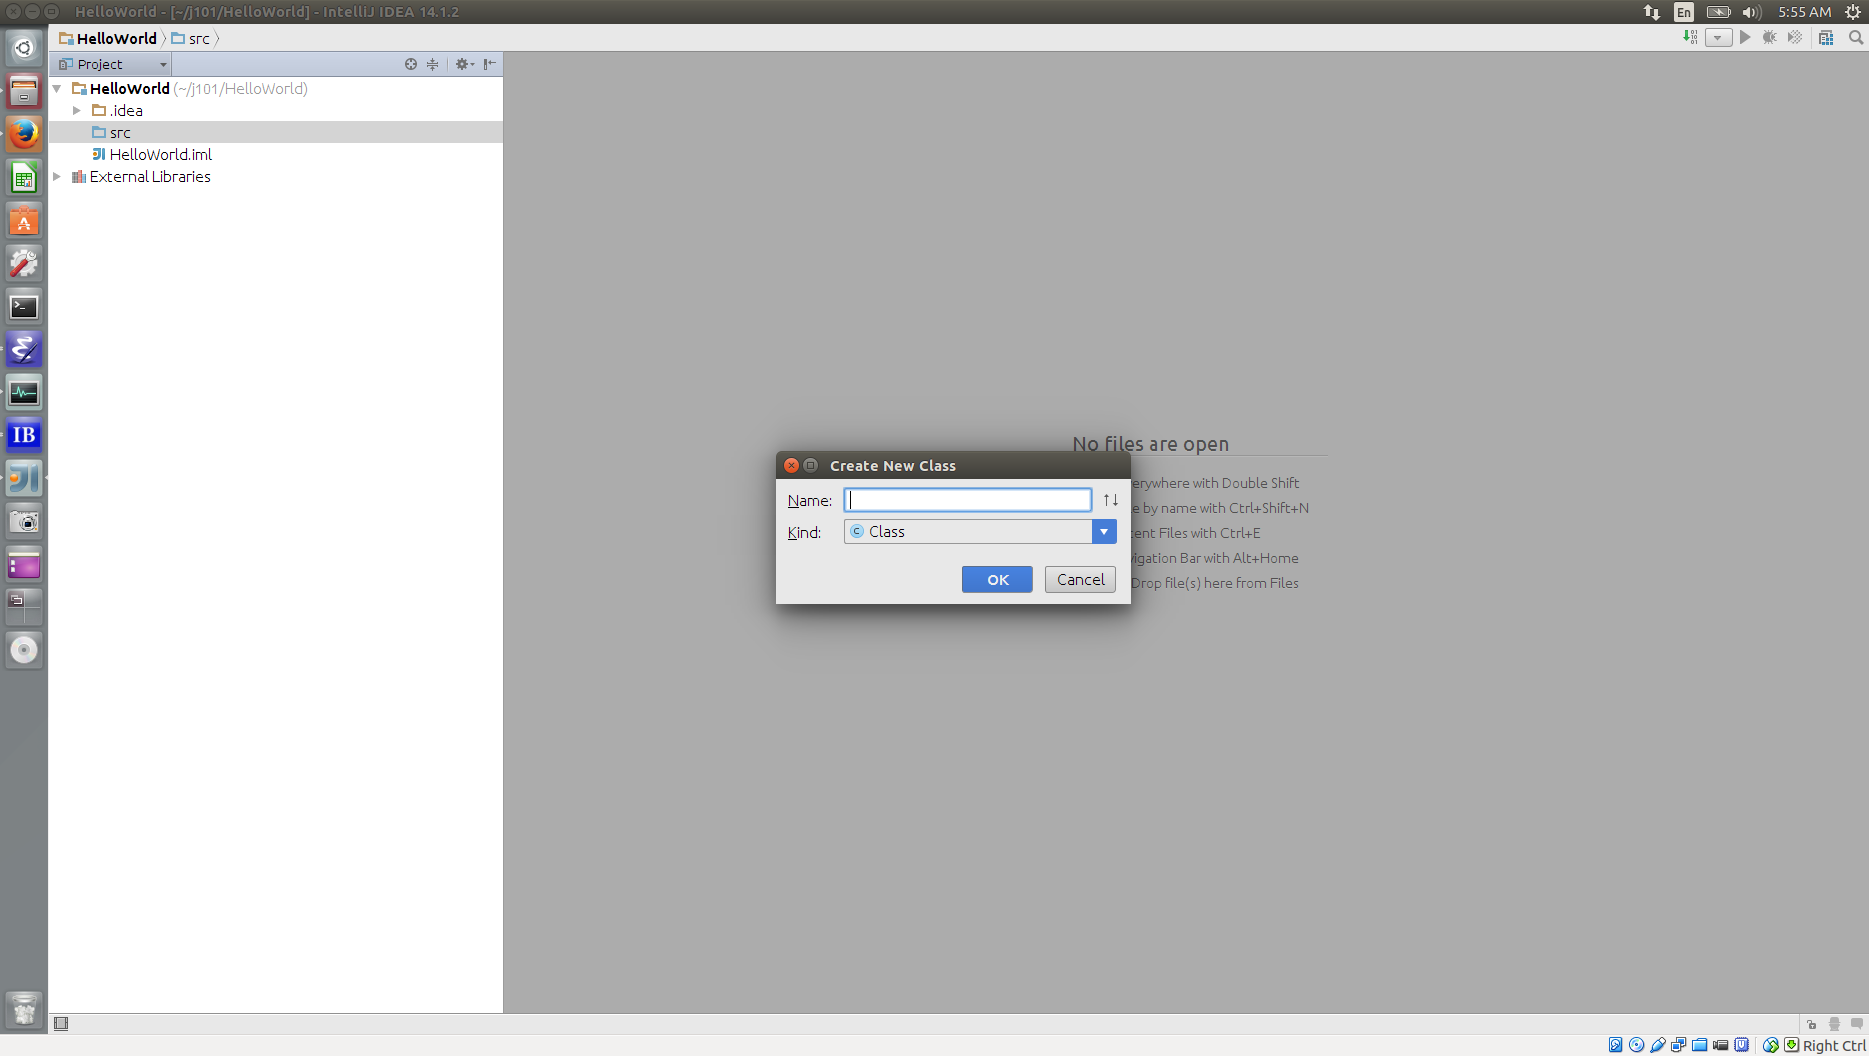 HelloWorld - [~/j101/HelloWorld] - IntelliJ IDEA 14.1.2
En
5:55 AM
HelloWorld src
Project
HelloWorld (~/j101/HelloWorld)
.idea
src
HelloWorld.iml
External Libraries
No files are open
erywhere with Double Shift
e by name with Ctrl+Shift+N
ent Files with Ctrl+E
igation Bar with Alt+Home
Drop file(s) here from Files
Create New Class
Name:
Kind: C Class
OK Cancel
IB
Right Ctrl